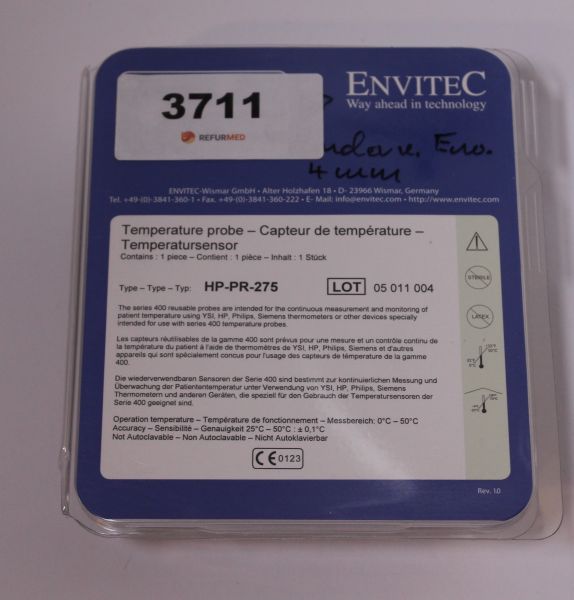 3711
REFURMED
ENVITEC
Way ahead in technology
4 mm
ENVITEC-Wismar GmbH • Alter Holzhafen 18 • D- 23966 Wismar, Germany
Tel. +49-(0)-3841-360-1 • Fax. +49-(0)-3841-360-222 • E- Mail: info@envitec.com • http://www.envitec.com
Temperature probe – Capteur de température –
Temperatursensor
Contains : 1 piece – Contient : 1 pièce – Inhalt : 1 Stück
Type – Type – Typ: HP-PR-275 LOT 05 011 004
The series 400 reusable probes are intended for the continuous measurement and monitoring of
patient temperature using YSI, HP, Philips, Siemens thermometers or other devices specially
intended for use with series 400 temperature probes.
Les capteurs réutilisables de la gamme 400 sont prévus pour une mesure et un contrôle continu de
la température du patient à l'aide de thermomètres de YSI, HP, Philips, Siemens et d'autres
appareils qui sont spécialement concus pour l'usage des capteurs de témperature de la gamme
400.
Die wiederverwendbaren Sensoren der Serie 400 sind bestimmt zur kontinuierlichen Messung und
Überwachung der Patiententemperatur unter Verwendung von YSI, HP, Philips, Siemens
Thermometern und anderen Geräten, die speziell für den Gebrauch der Temperatursensoren der
Serie 400 geeignet sind.
Operation temperature – Température de fonctionnement – Messbereich: 0°C – 50°C
Accuracy – Sensibilité – Genauigkeit 25°C – 50°C : ± 0,1°C
Not Autoclavable – Non Autoclavable – Nicht Autoklavierbar
CE 0123
STERILE
LATEX
Rev. 1.0